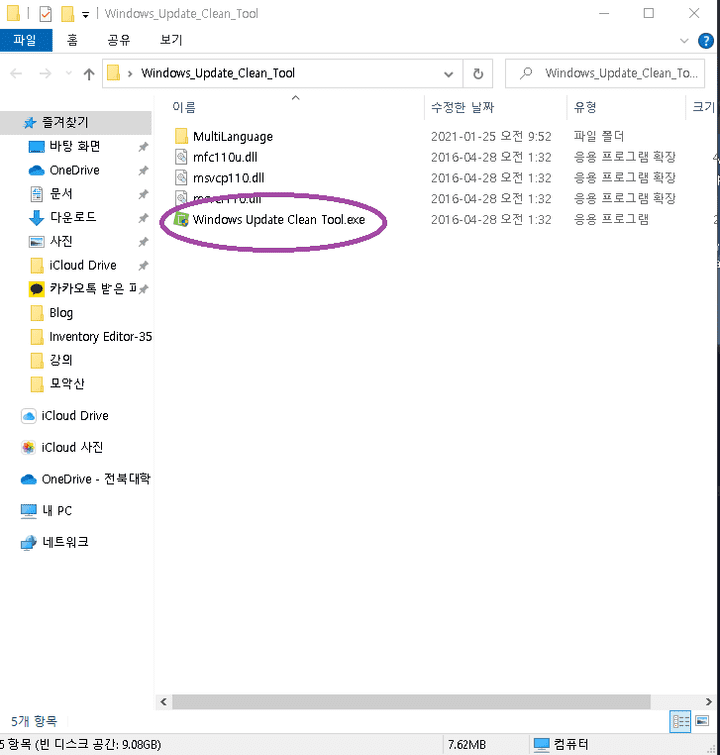 Windows_Update_Clean_Tool
파일 홈 공유 보기
Windows_Update_Clean_Tool
Windows_Update_Clean_To...
이름 수정한 날짜 유형 크기
MultiLanguage 2021-01-25 오전 9:52 파일 폴더
mfc110u.dll 2016-04-28 오전 1:32 응용 프로그램 확장
msvcp110.dll 2016-04-28 오전 1:32 응용 프로그램 확장
msvcr110.dll 2016-04-28 오전 1:32 응용 프로그램 확장
Windows Update Clean Tool.exe 2016-04-28 오전 1:32 응용 프로그램
즐겨찾기
바탕 화면
OneDrive
문서
다운로드
사진
iCloud Drive
카카오톡 받은 파
Blog
Inventory Editor-35
강의
모악산
iCloud Drive
iCloud 사진
OneDrive - 전북대학
내 PC
네트워크
5개 항목
5 항목 (빈 디스크 공간: 9.08GB) 7.62MB 컴퓨터